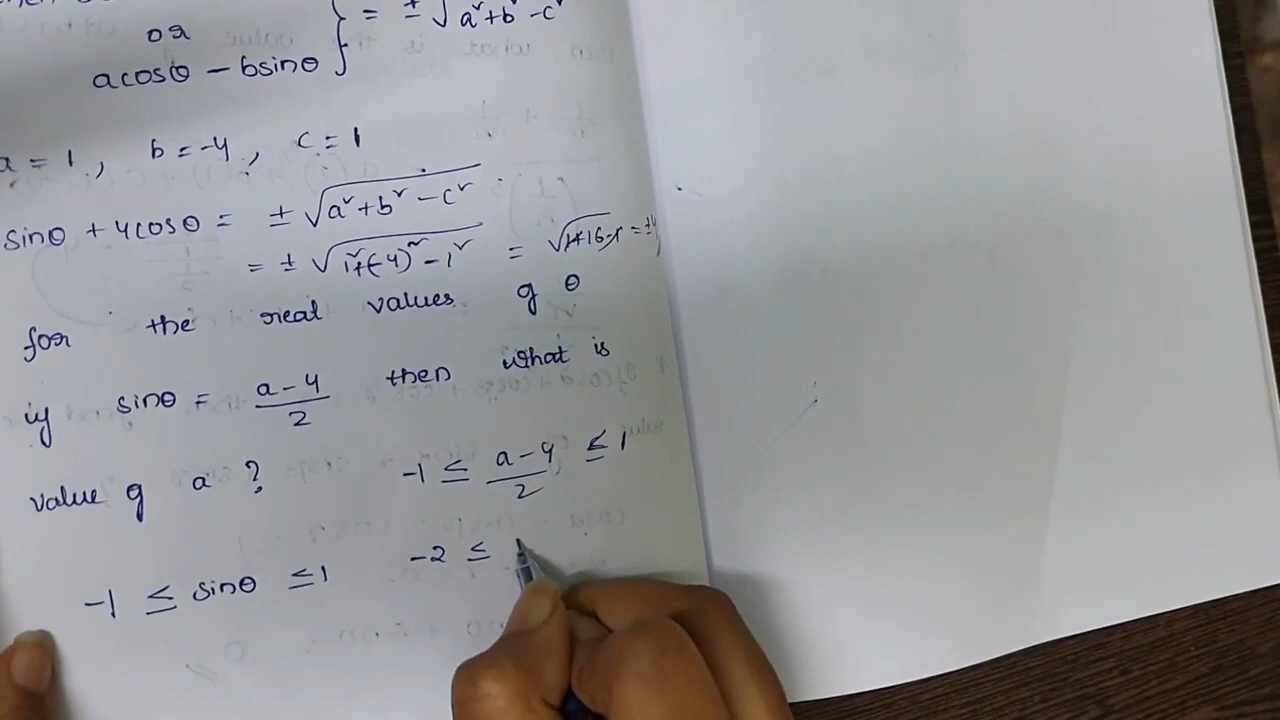 or } = ± √a²+b²-c²
acosθ - bsinθ
a = 1, b = -4, c = 1
sinθ + 4cosθ = ± √a²+b²-c²
= ± √1²+(-4)²-1² = √1+16-1 = ±4
for the real values of θ
if sinθ = a-4/2 then what is
value of a ? -1 ≤ a-4/2 ≤ 1
-1 ≤ sinθ ≤ 1 -2 ≤